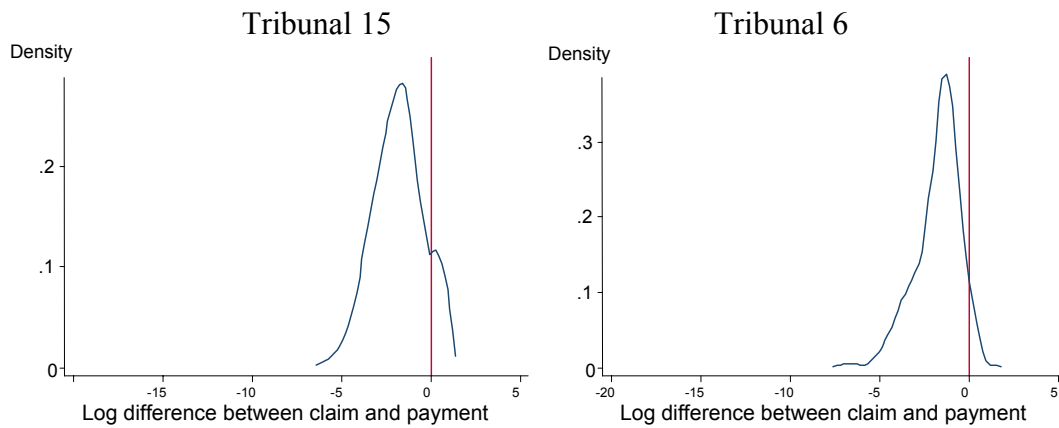 Tribunal 15
Density
.2
.1
0
-15 -10 -5 0 5
Log difference between claim and payment
Tribunal 6
Density
.3
.2
.1
0
-20 -15 -10 -5 0 5
Log difference between claim and payment